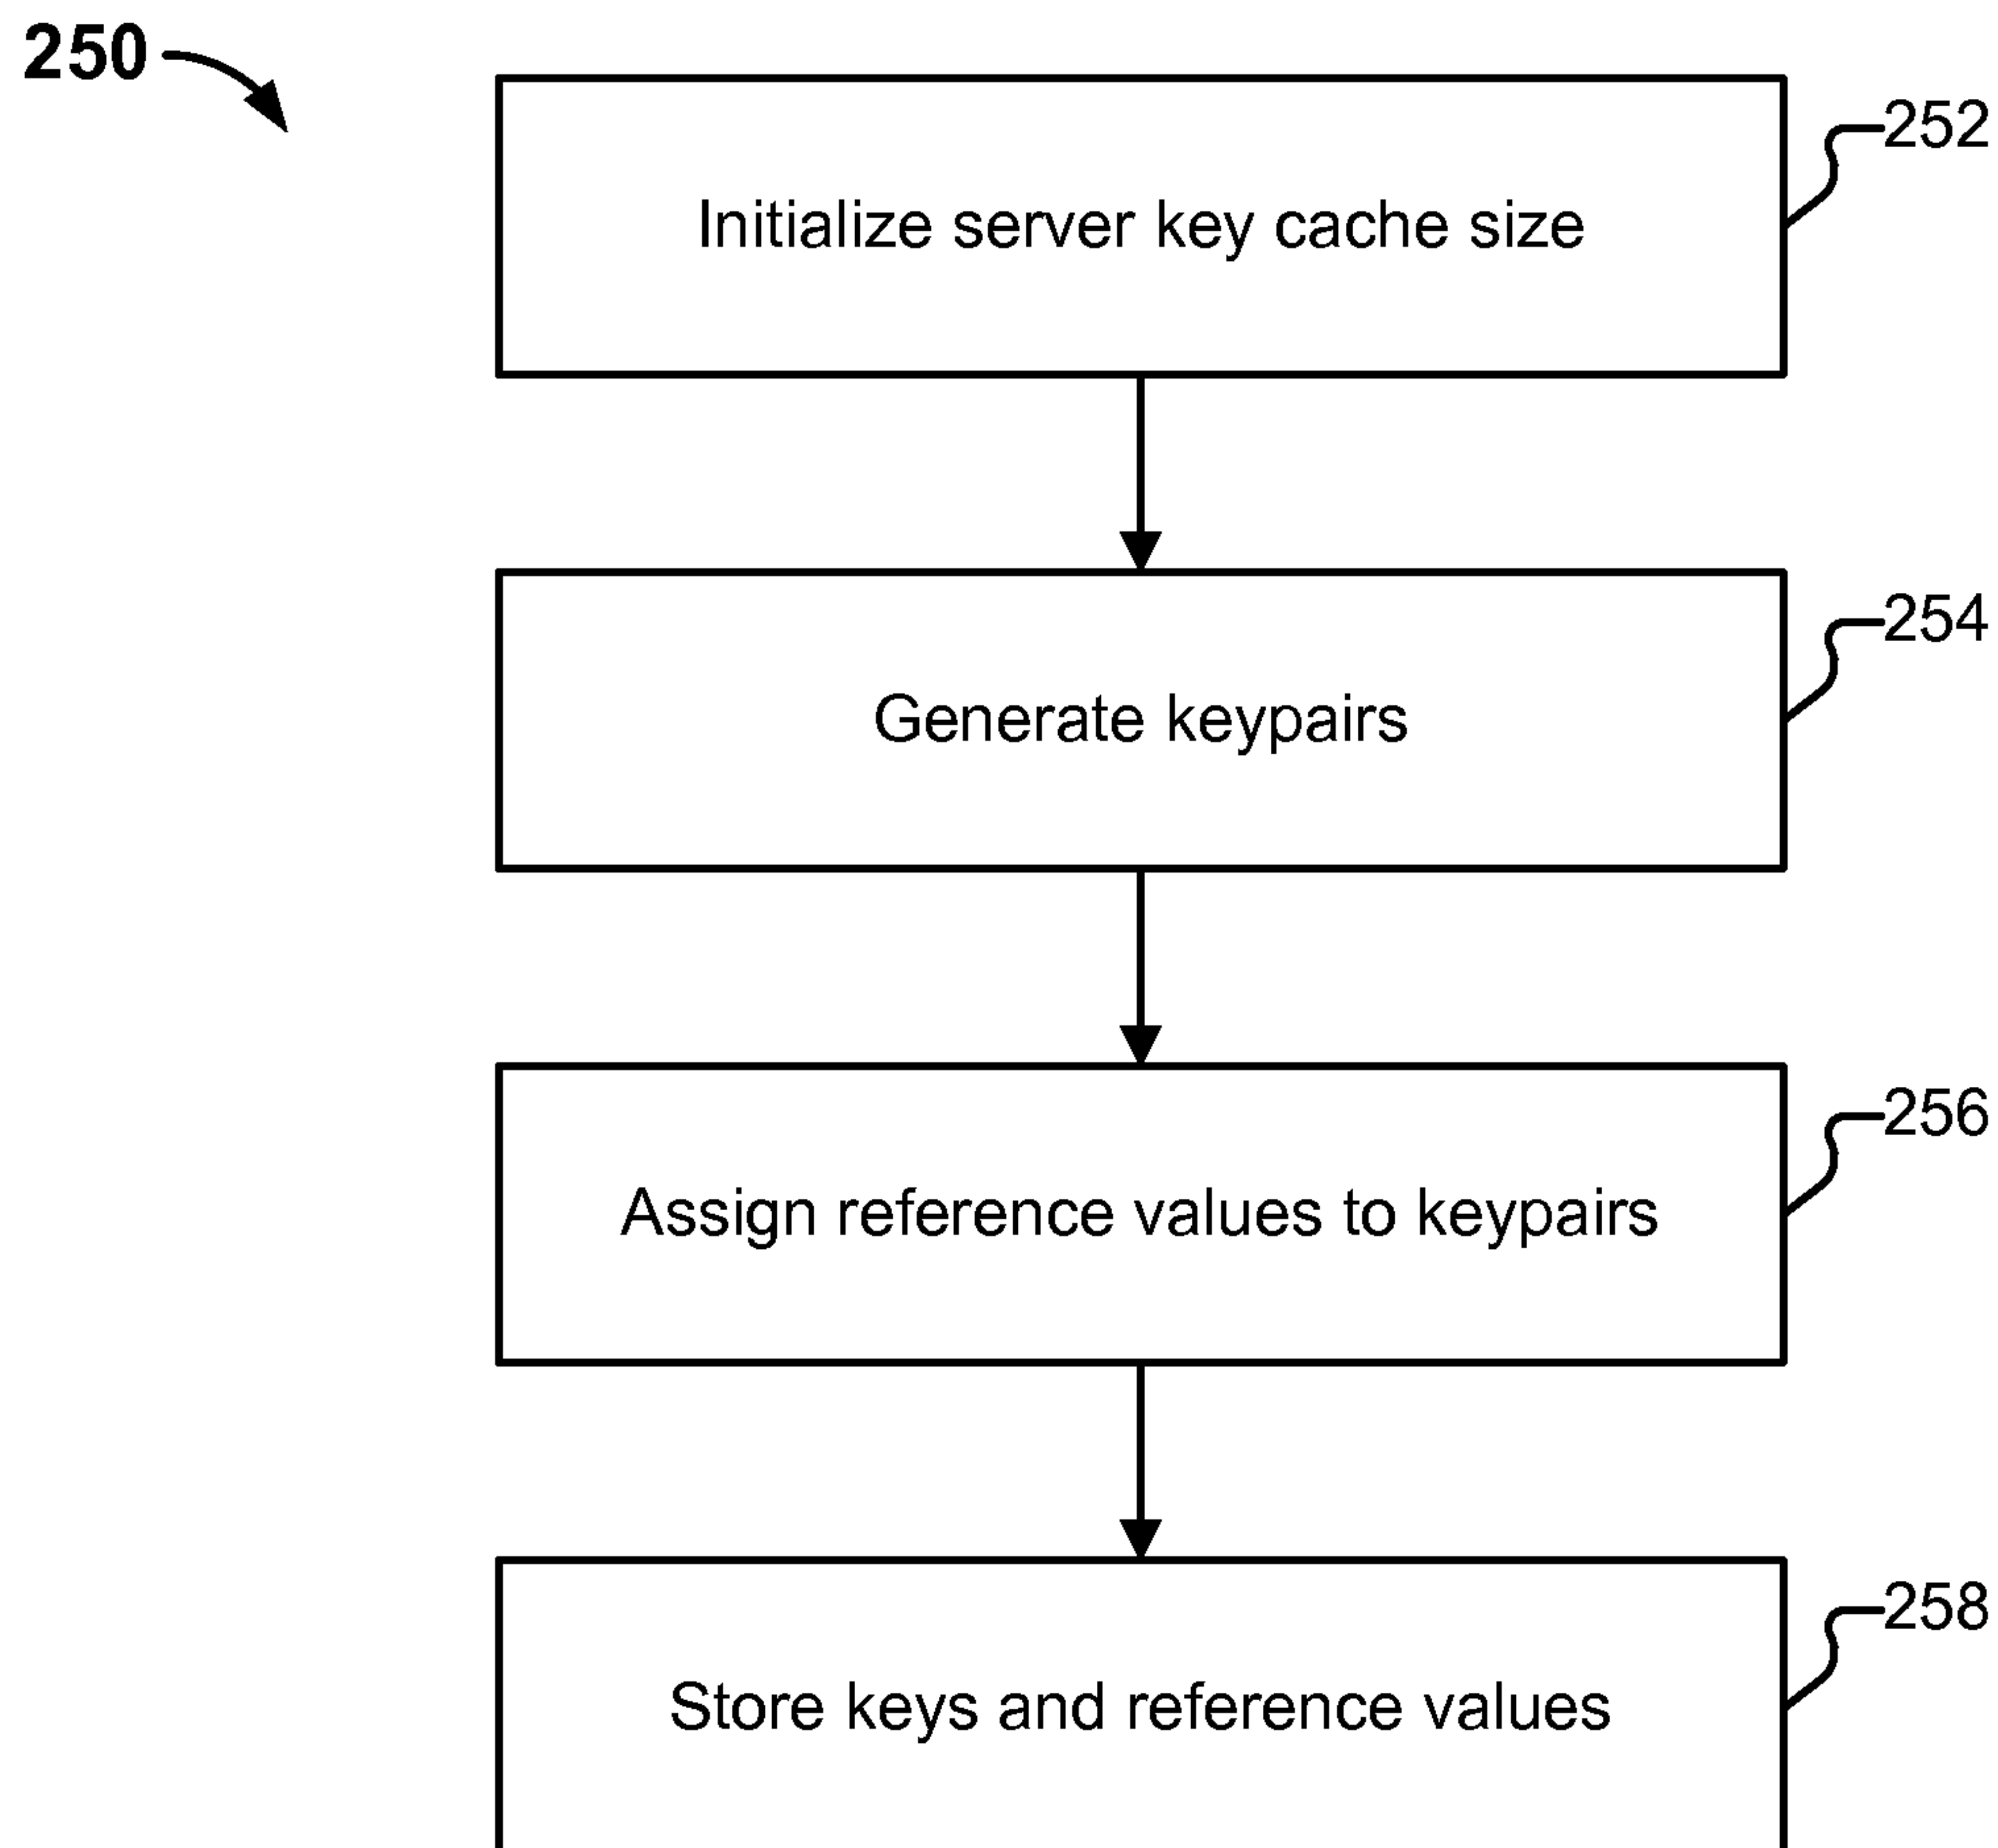 250
252
Initialize server key cache size
254
Generate keypairs
256
Assign reference values to keypairs
258
Store keys and reference values